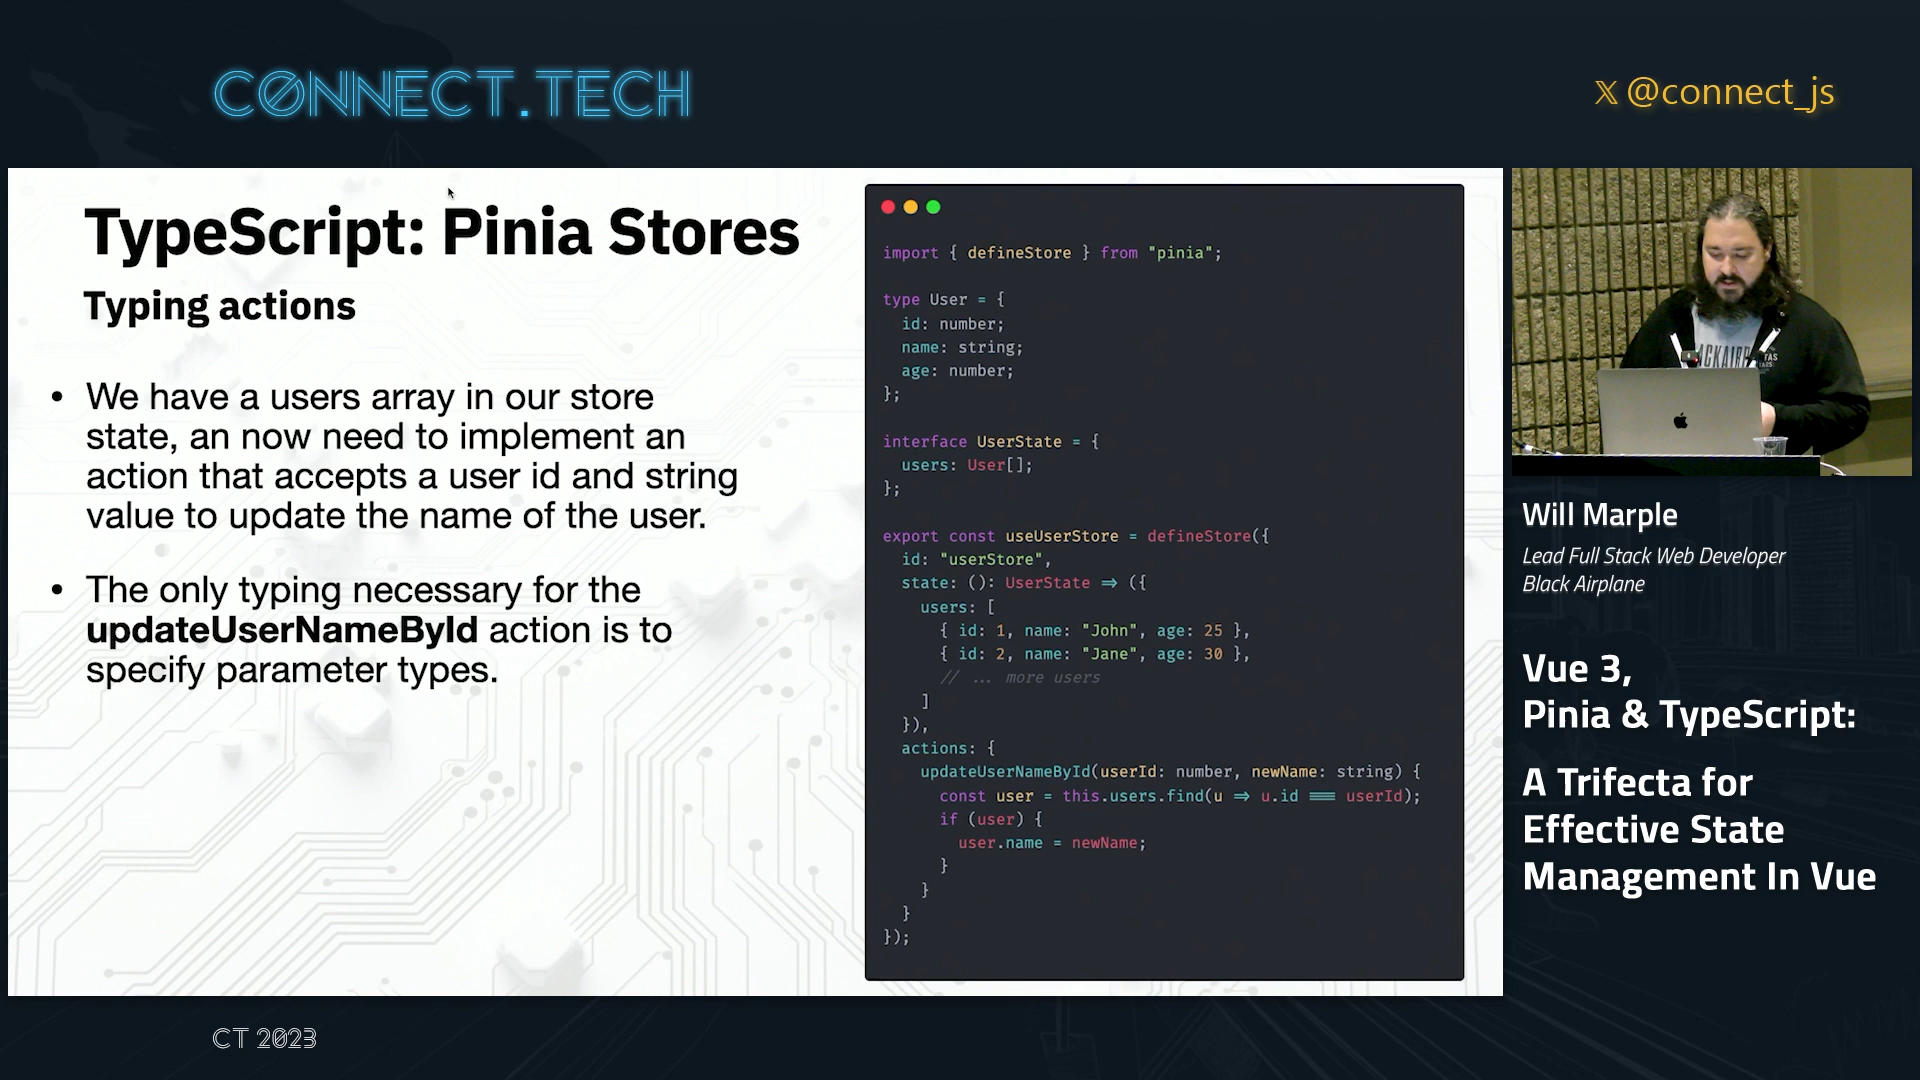 CONNECT.TECH
𝕏 @connect_js
TypeScript: Pinia Stores
Typing actions
• We have a users array in our store
state, an now need to implement an
action that accepts a user id and string
value to update the name of the user.
• The only typing necessary for the
updateUserNameById action is to
specify parameter types.
import { defineStore } from "pinia";
type User = {
  id: number;
  name: string;
  age: number;
};
interface UserState = {
  users: User[];
};
export const useUserStore = defineStore({
  id: "userStore",
  state: (): UserState => ({
    users: [
      { id: 1, name: "John", age: 25 },
      { id: 2, name: "Jane", age: 30 },
      // ... more users
    ]
  }),
  actions: {
    updateUserNameById(userId: number, newName: string) {
      const user = this.users.find(u => u.id === userId);
      if (user) {
        user.name = newName;
      }
    }
  }
});
Will Marple
Lead Full Stack Web Developer
Black Airplane
Vue 3,
Pinia & TypeScript:
A Trifecta for
Effective State
Management In Vue
CT 2023